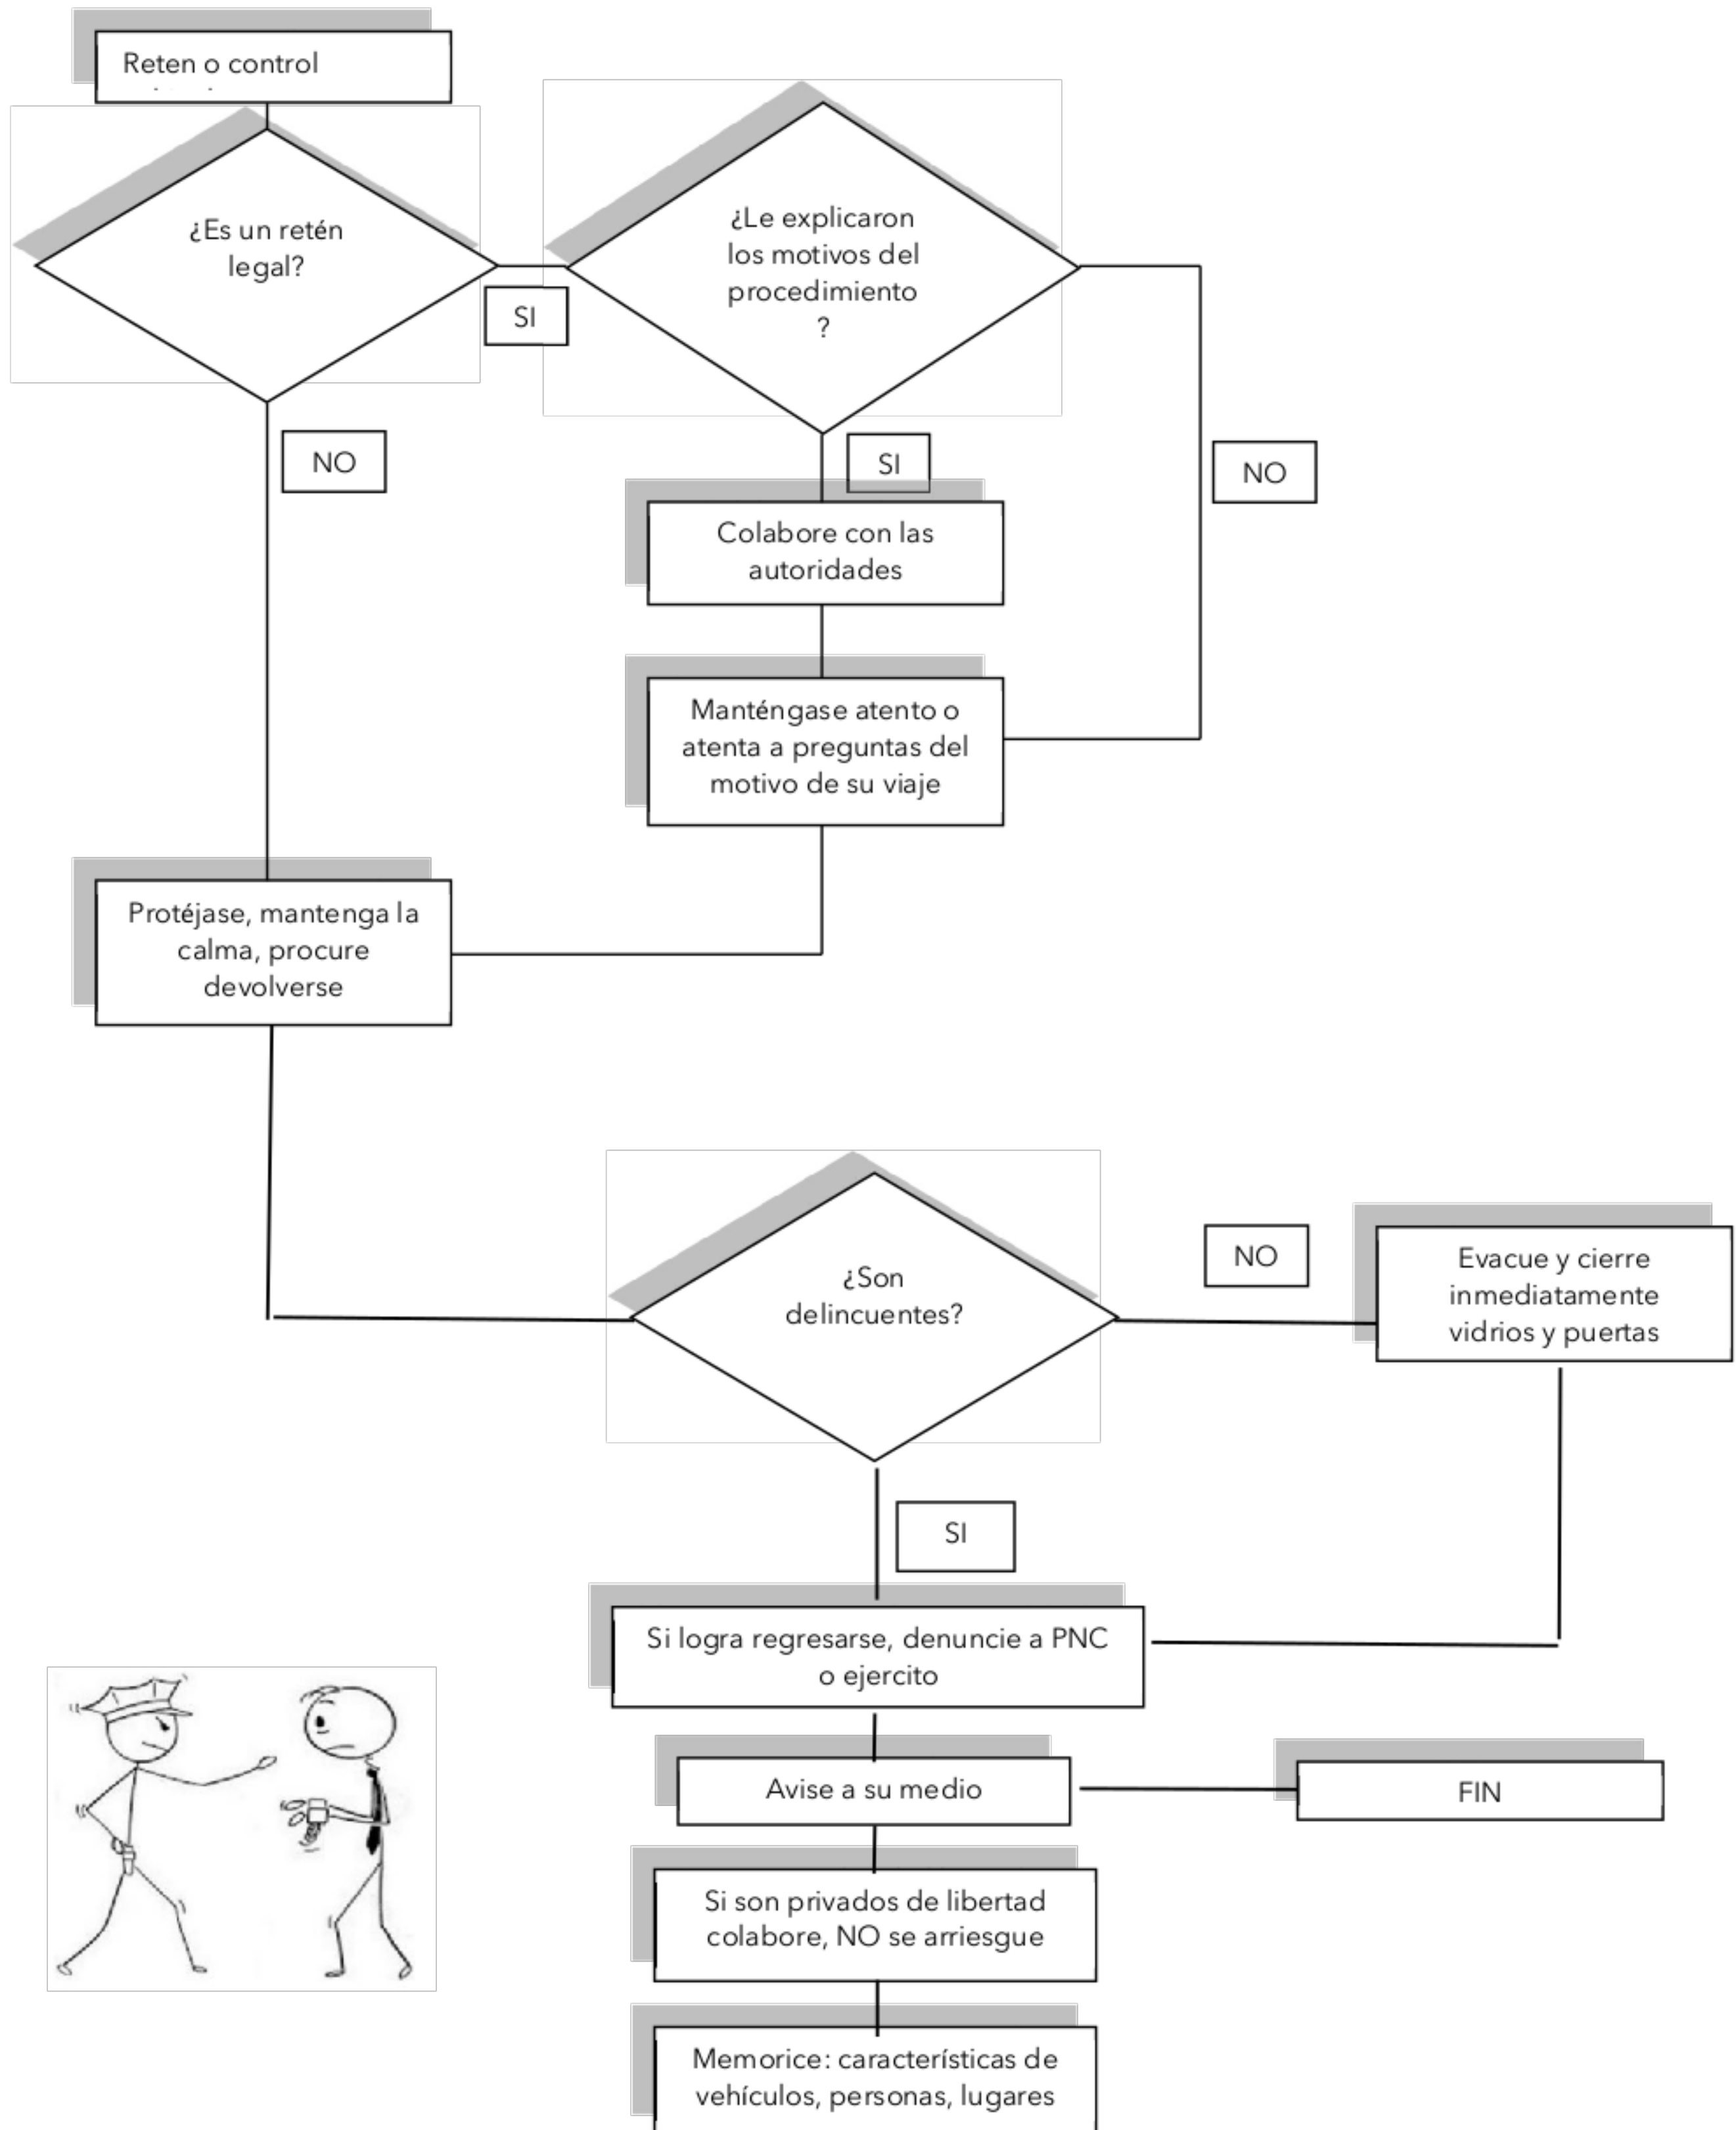 Reten o control
¿Es un retén
legal?
¿Le explicaron
los motivos del
procedimiento
?
SI
NO
SI
NO
Colabore con las
autoridades
Manténgase atento o
atenta a preguntas del
motivo de su viaje
Protéjase, mantenga la
calma, procure
devolverse
¿Son
delincuentes?
NO
Evacue y cierre
inmediatamente
vidrios y puertas
SI
Si logra regresarse, denuncie a PNC
o ejercito
Avise a su medio
FIN
Si son privados de libertad
colabore, NO se arriesgue
Memorice: características de
vehículos, personas, lugares